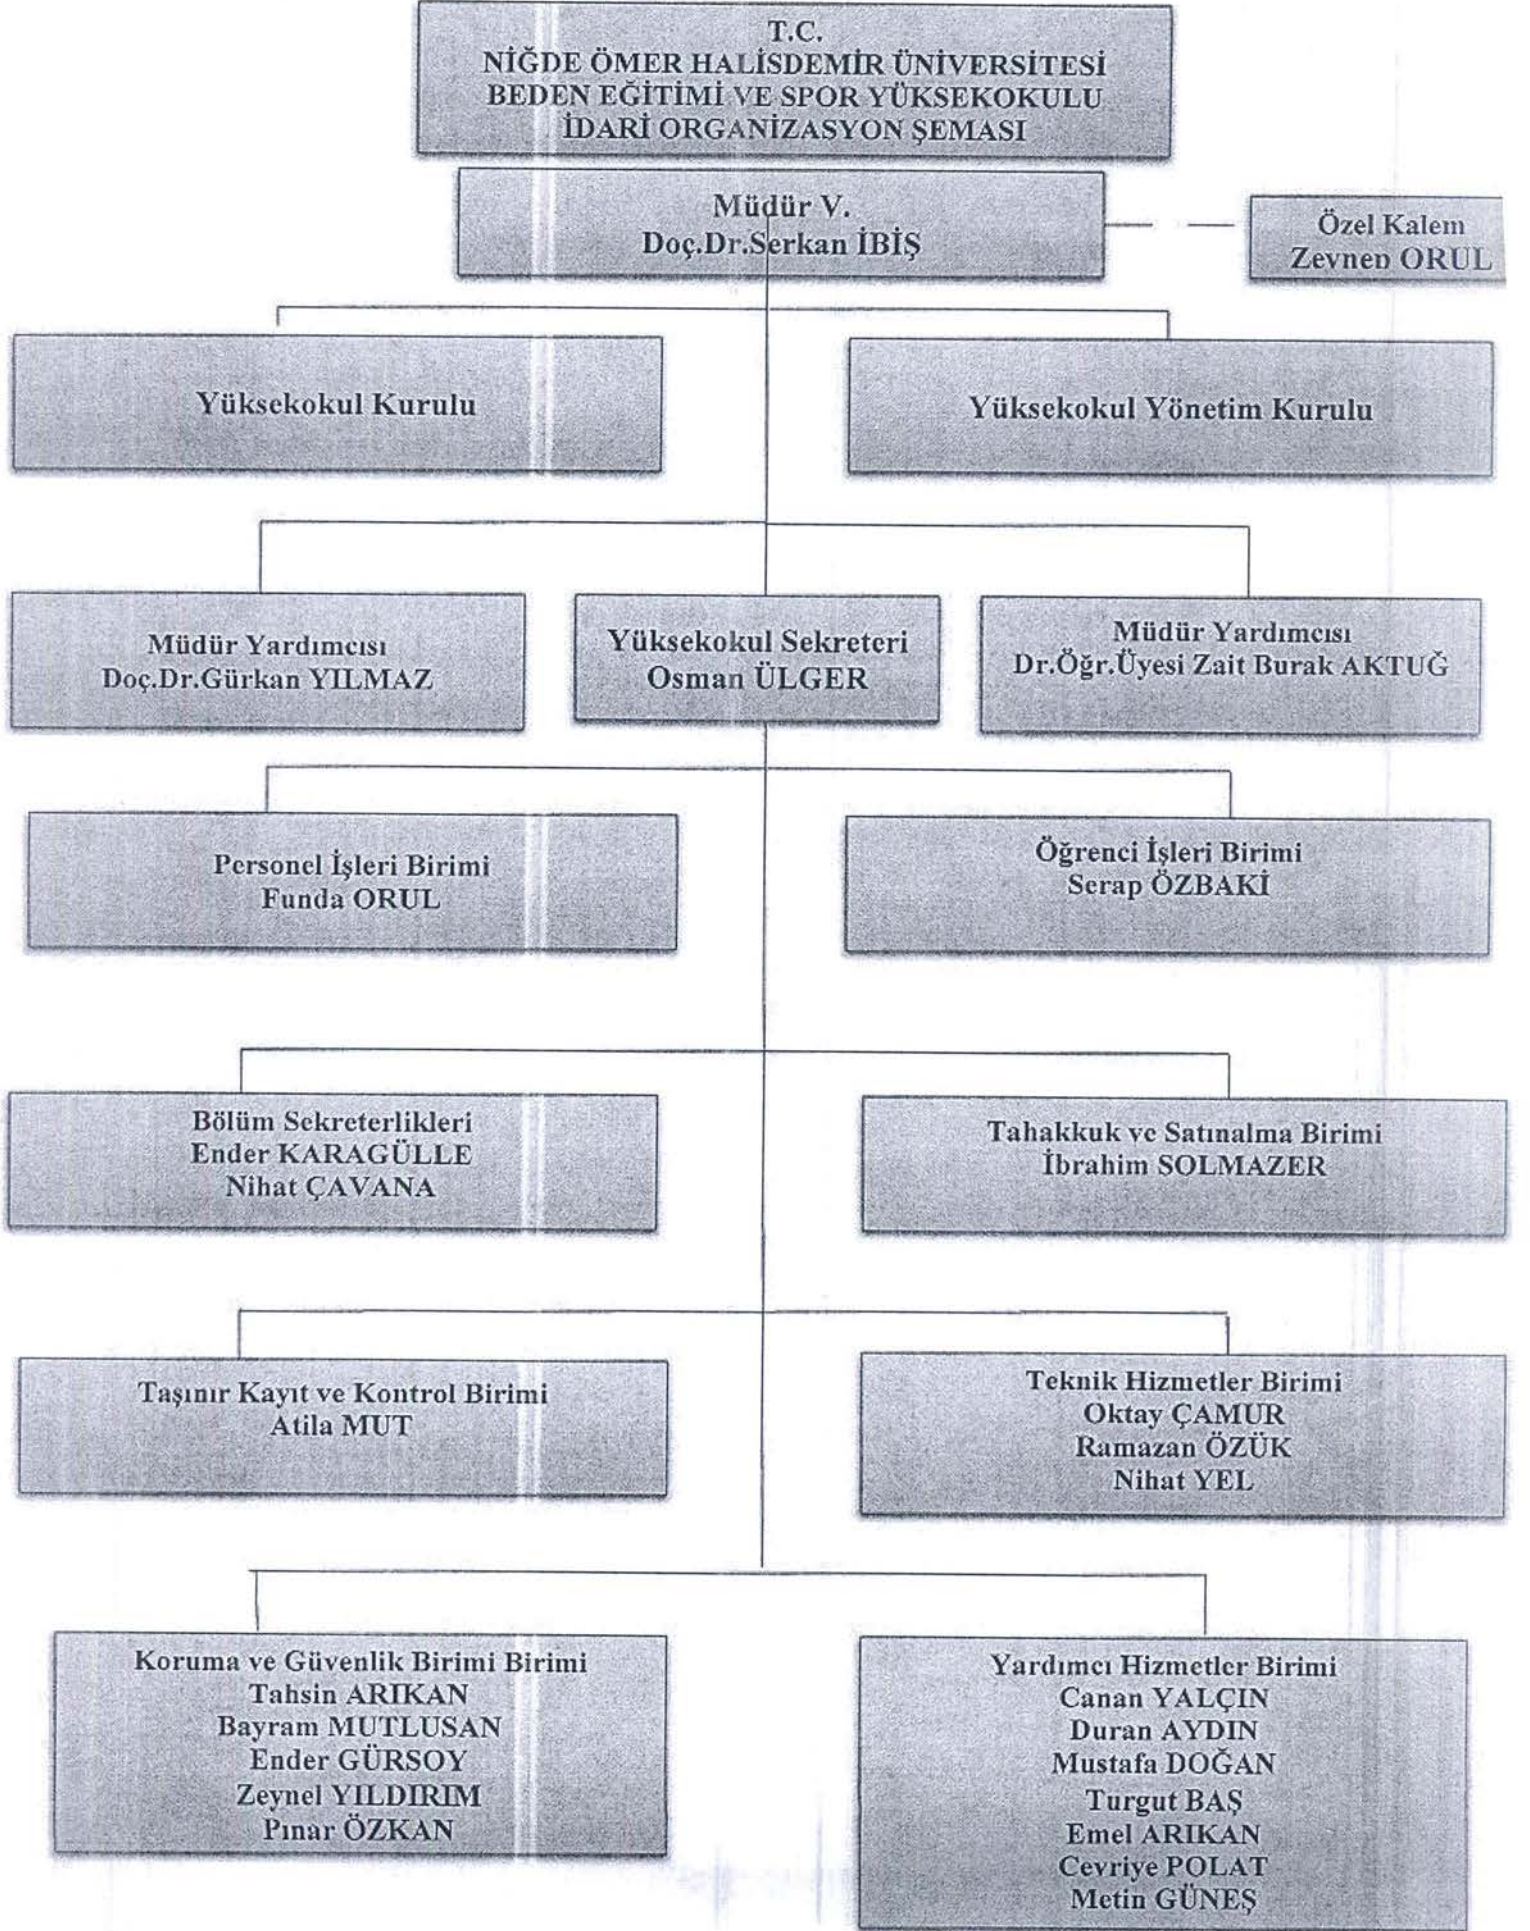 T.C.
NİĞDE ÖMER HALİSDEMİR ÜNİVERSİTESİ
BEDEN EĞİTİMİ VE SPOR YÜKSEKOKULU
İDARİ ORGANİZASYON ŞEMASI
Müdür V.
Doç.Dr.Serkan İBİŞ
Özel Kalem
Zeynep ORUL
Yüksekokul Kurulu
Yüksekokul Yönetim Kurulu
Müdür Yardımcısı
Doç.Dr.Gürkan YILMAZ
Yüksekokul Sekreteri
Osman ÜLGER
Müdür Yardımcısı
Dr.Öğr.Üyesi Zait Burak AKTUĞ
Personel İşleri Birimi
Funda ORUL
Öğrenci İşleri Birimi
Serap ÖZBAKİ
Bölüm Sekreterlikleri
Ender KARAGÜLLE
Nihat ÇAVANA
Tahakkuk ve Satınalma Birimi
İbrahim SOLMAZER
Taşınır Kayıt ve Kontrol Birimi
Atila MUT
Teknik Hizmetler Birimi
Oktay ÇAMUR
Ramazan ÖZÜK
Nihat YEL
Koruma ve Güvenlik Birimi Birimi
Tahsin ARIKAN
Bayram MUTLUSAN
Ender GÜRSOY
Zeynel YILDIRIM
Pınar ÖZKAN
Yardımcı Hizmetler Birimi
Canan YALÇIN
Duran AYDIN
Mustafa DOĞAN
Turgut BAŞ
Emel ARIKAN
Cevriye POLAT
Metin GÜNEŞ